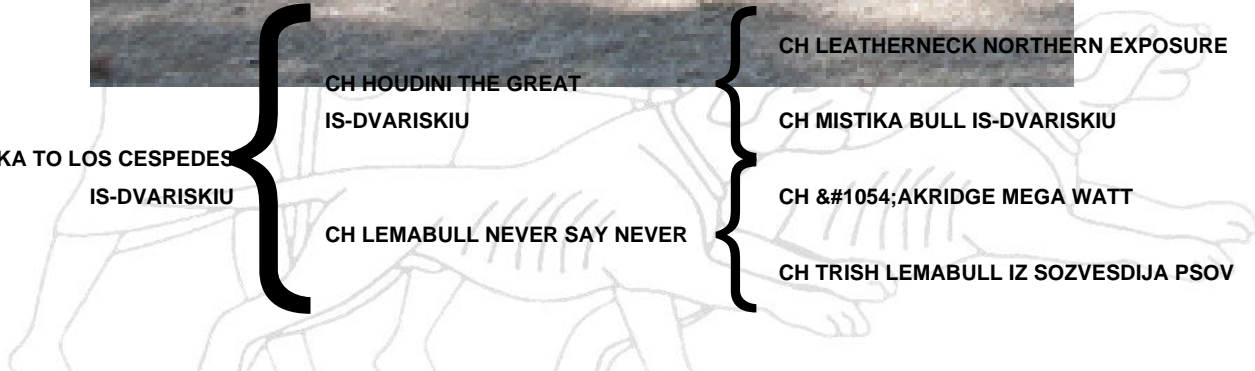 KA TO LOS CESPEDES
IS-DVARISKIU
CH HOUDINI THE GREAT
IS-DVARISKIU
CH LEMABULL NEVER SAY NEVER
CH LEATHERNECK NORTHERN EXPOSURE
CH MISTIKA BULL IS-DVARISKIU
CH &#1054;AKRIDGE MEGA WATT
CH TRISH LEMABULL IZ SOZVESDIJA PSOV